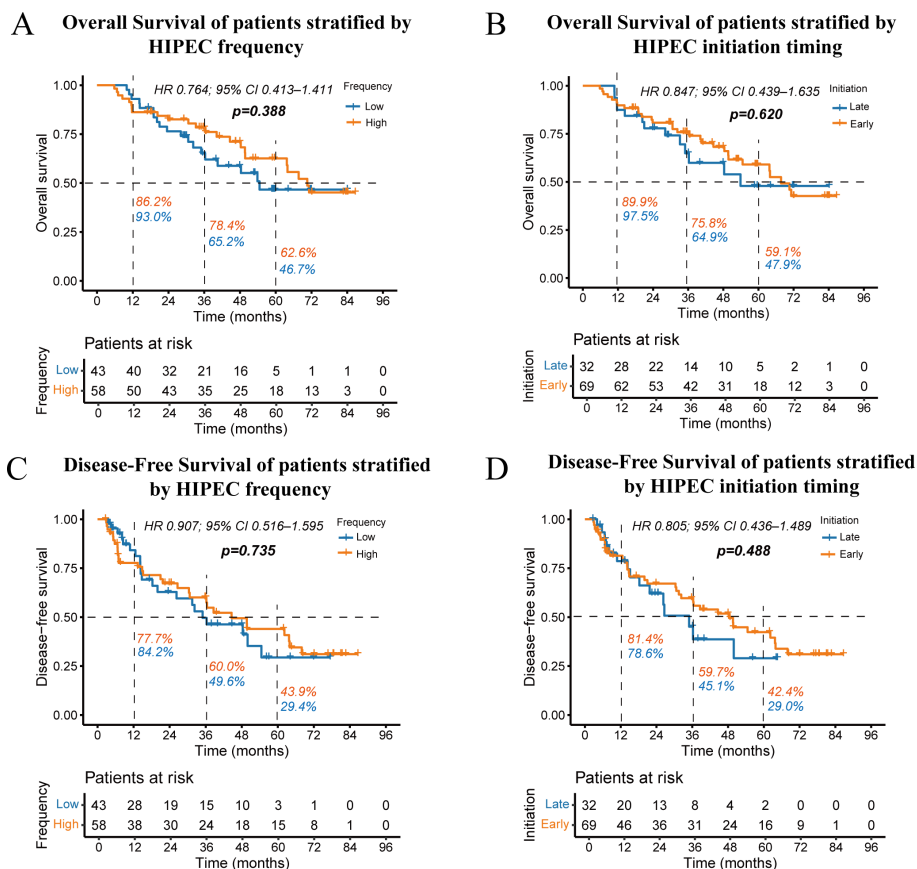 A
Overall Survival of patients stratified by
HIPEC frequency
HR 0.764; 95% CI 0.413–1.411
p=0.388
Frequency
Low
High
Overall survival
1.00
0.75
0.50
0.25
0.00
86.2%
93.0%
78.4%
65.2%
62.6%
46.7%
0 12 24 36 48 60 72 84 96
Time (months)
Patients at risk
Frequency
Low 43 40 32 21 16 5 1 1 0
High 58 50 43 35 25 18 13 3 0
0 12 24 36 48 60 72 84 96
Time (months)
B
Overall Survival of patients stratified by
HIPEC initiation timing
HR 0.847; 95% CI 0.439–1.635
p=0.620
Initiation
Late
Early
Overall survival
1.00
0.75
0.50
0.25
0.00
89.9%
97.5%
75.8%
64.9%
59.1%
47.9%
0 12 24 36 48 60 72 84 96
Time (months)
Patients at risk
Initiation
Late 32 28 22 14 10 5 2 1 0
Early 69 62 53 42 31 18 12 3 0
0 12 24 36 48 60 72 84 96
Time (months)
C
Disease-Free Survival of patients stratified
by HIPEC frequency
HR 0.907; 95% CI 0.516–1.595
p=0.735
Frequency
Low
High
Disease−free survival
1.00
0.75
0.50
0.25
0.00
77.7%
84.2%
60.0%
49.6%
43.9%
29.4%
0 12 24 36 48 60 72 84 96
Time (months)
Patients at risk
Frequency
Low 43 28 19 15 10 3 1 0 0
High 58 38 30 24 18 15 8 1 0
0 12 24 36 48 60 72 84 96
Time (months)
D
Disease-Free Survival of patients stratified
by HIPEC initiation timing
HR 0.805; 95% CI 0.436–1.489
p=0.488
Initiation
Late
Early
Disease−free survival
1.00
0.75
0.50
0.25
0.00
81.4%
78.6%
59.7%
45.1%
42.4%
29.0%
0 12 24 36 48 60 72 84 96
Time (months)
Patients at risk
Initiation
Late 32 20 13 8 4 2 0 0 0
Early 69 46 36 31 24 16 9 1 0
0 12 24 36 48 60 72 84 96
Time (months)